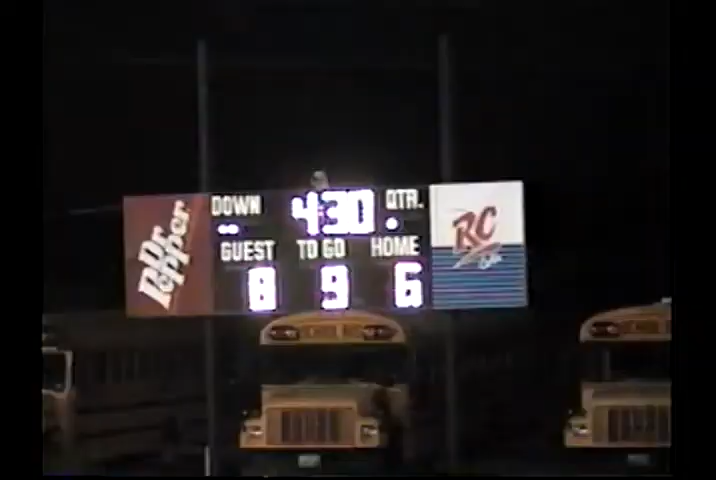 DOWN 4:30 QTR.
GUEST TO GO HOME
8 9 6
Dr
Pepper
RC